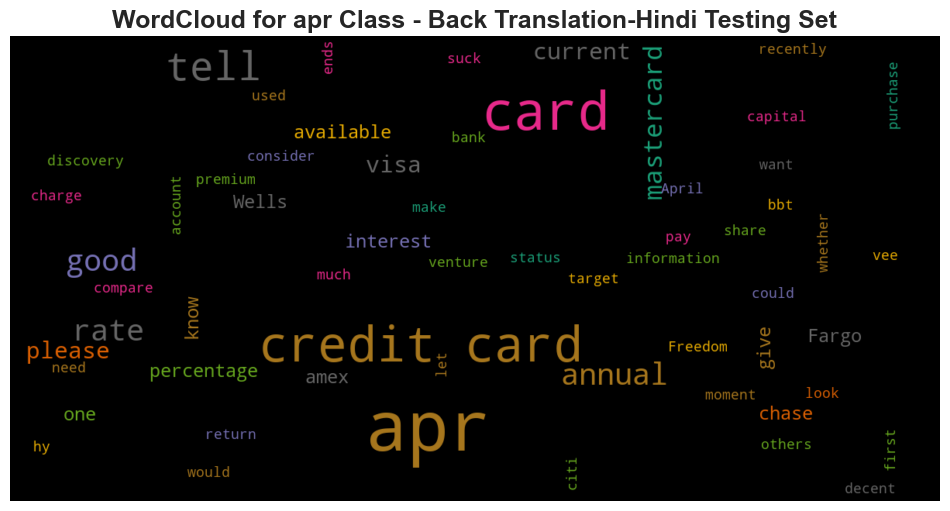 WordCloud for apr Class - Back Translation-Hindi Testing Set
tell
ends
suck
current
mastercard
recently
purchase
used
card
available
capital
bank
discovery
consider
visa
want
premium
charge
account
Wells
make
April
bbt
share
good
interest
pay
whether
venture
status
information
vee
much
target
compare
could
know
rate
please
credit card
let
Freedom
give
Fargo
need
percentage
amex
annual
moment
look
one
apr
chase
hy
return
others
first
would
citi
decent